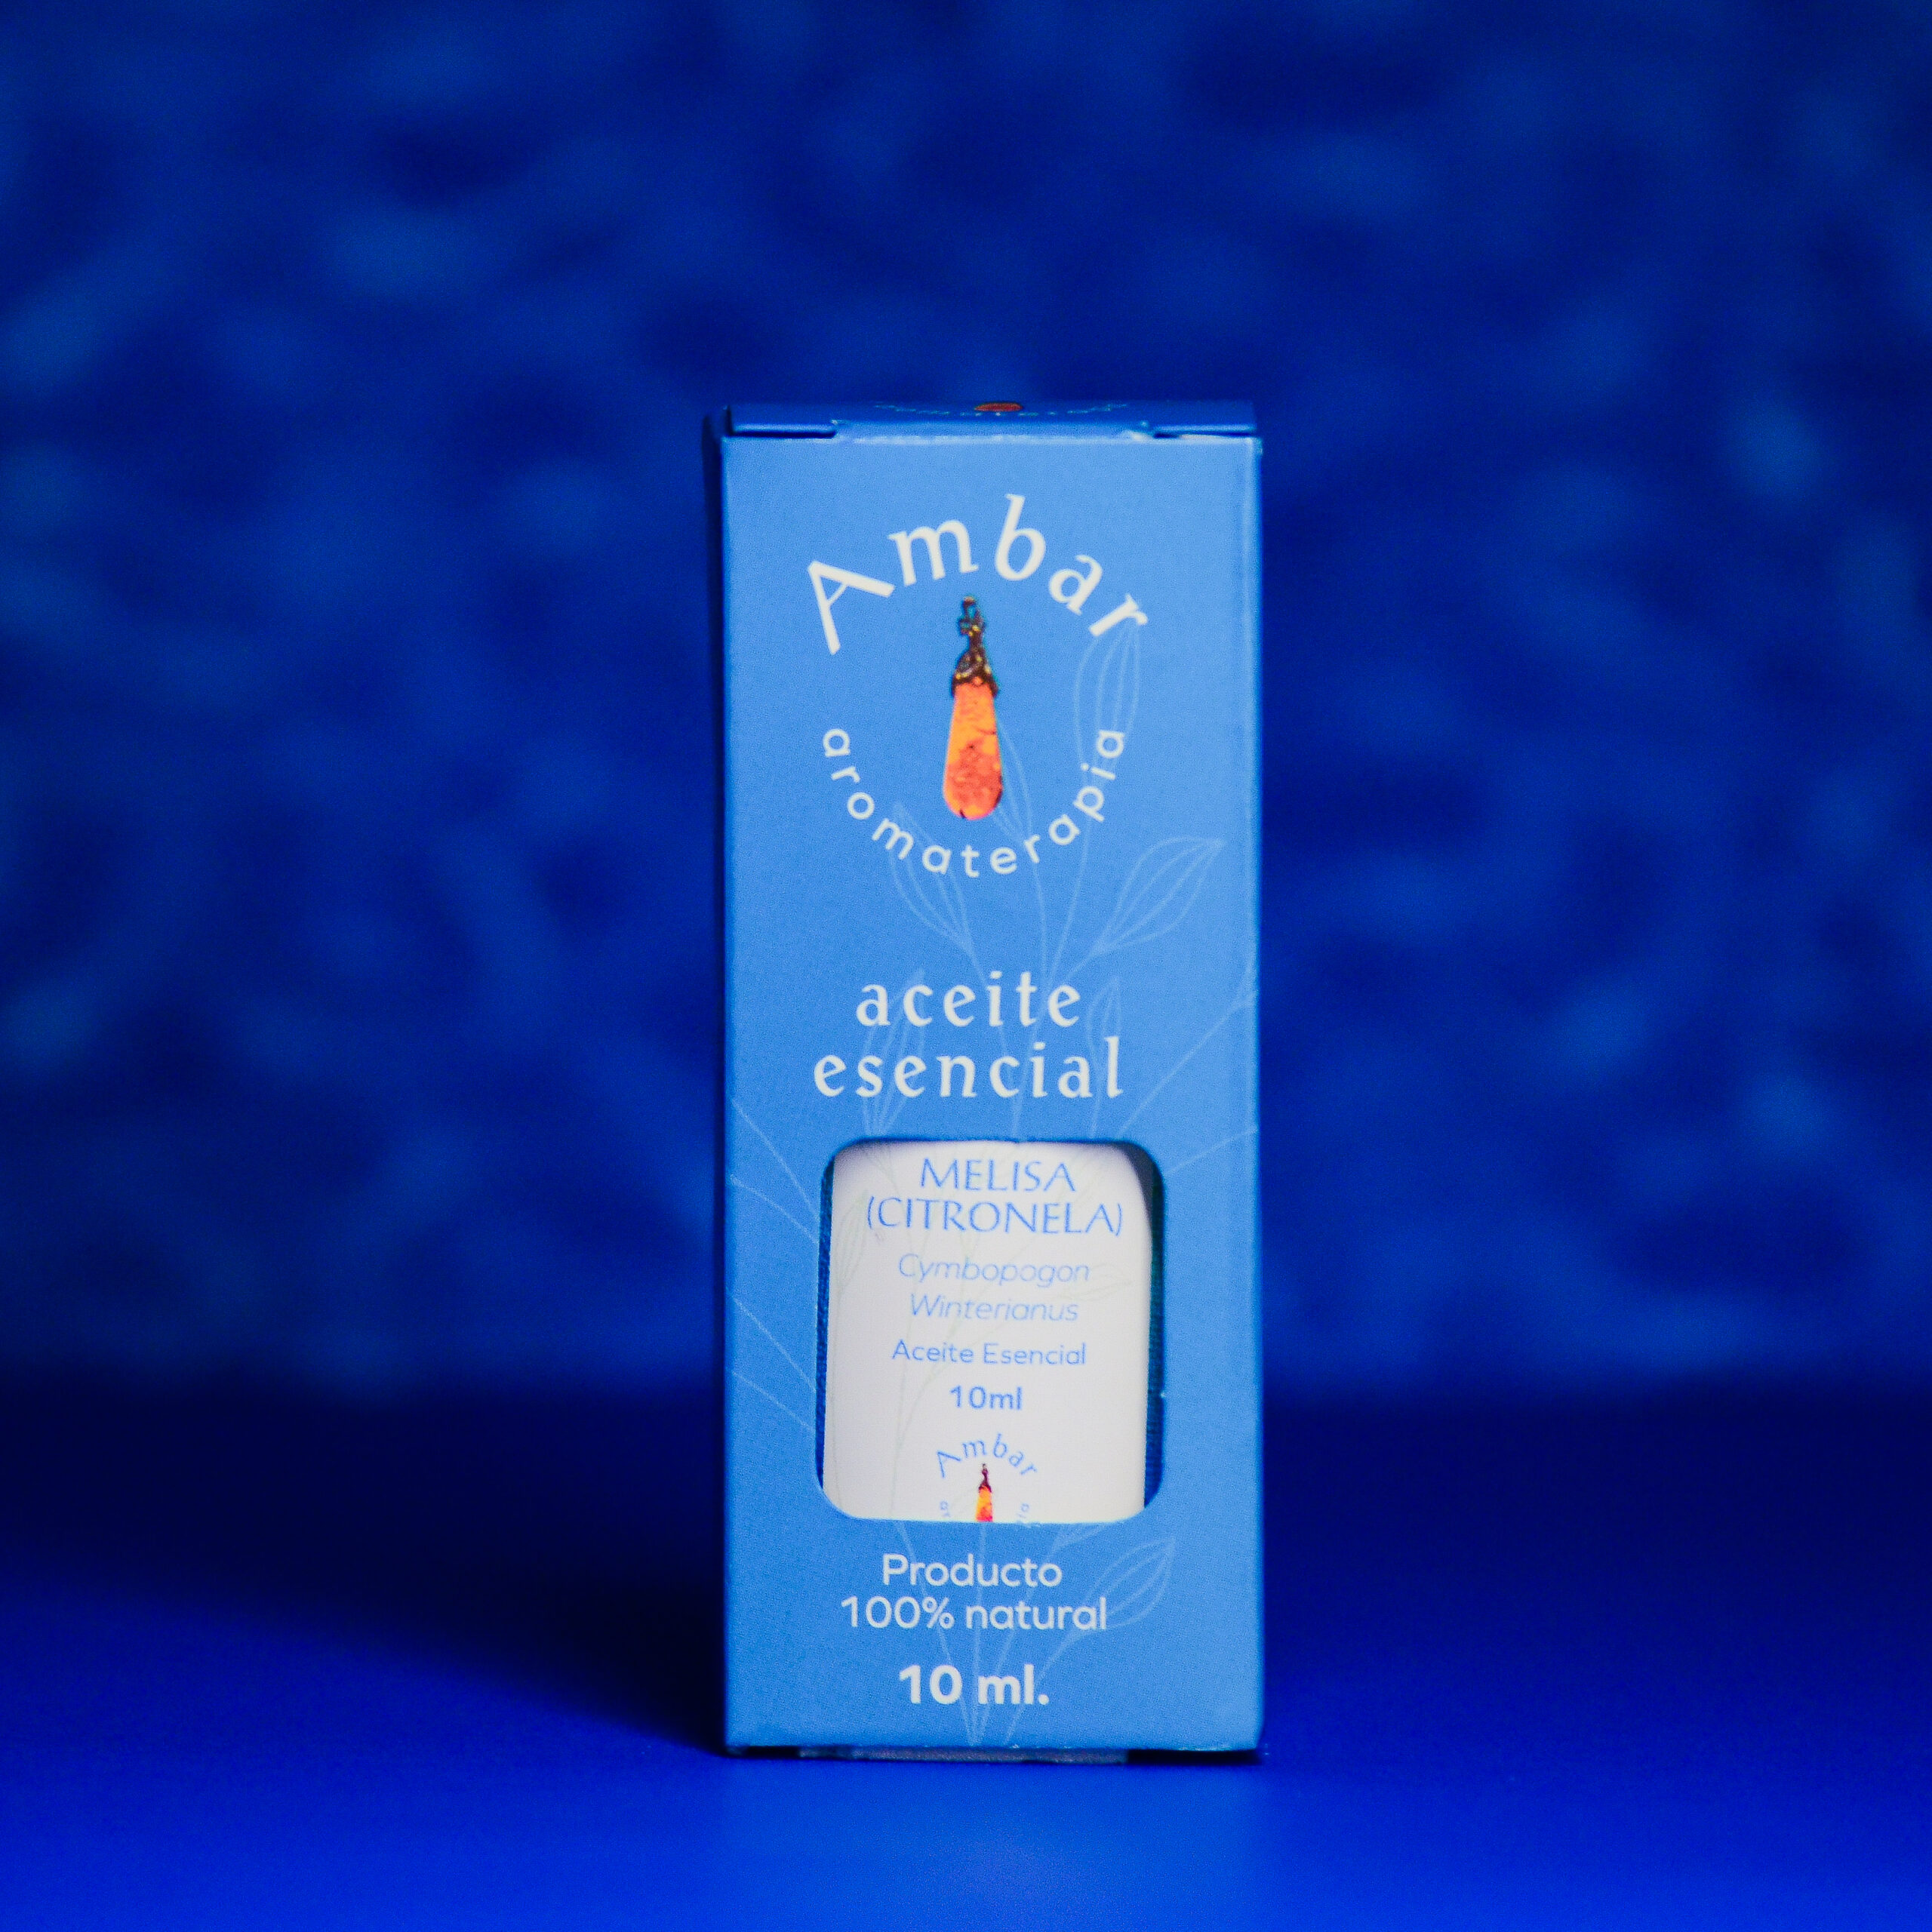 Ambar
aromaterapia
aceite
esencial
MELISA
(CITRONELA)
Cymbopogon
Winterianus
Aceite Esencial
10ml
Ambar
Producto
100% natural
10 ml.